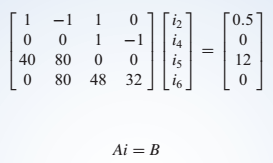 1 −1 1 0 i₂ 0.5
0 0 1 −1 i₄ = 0
40 80 0 0 i₅ 12
0 80 48 32 i₆ 0
Ai = B